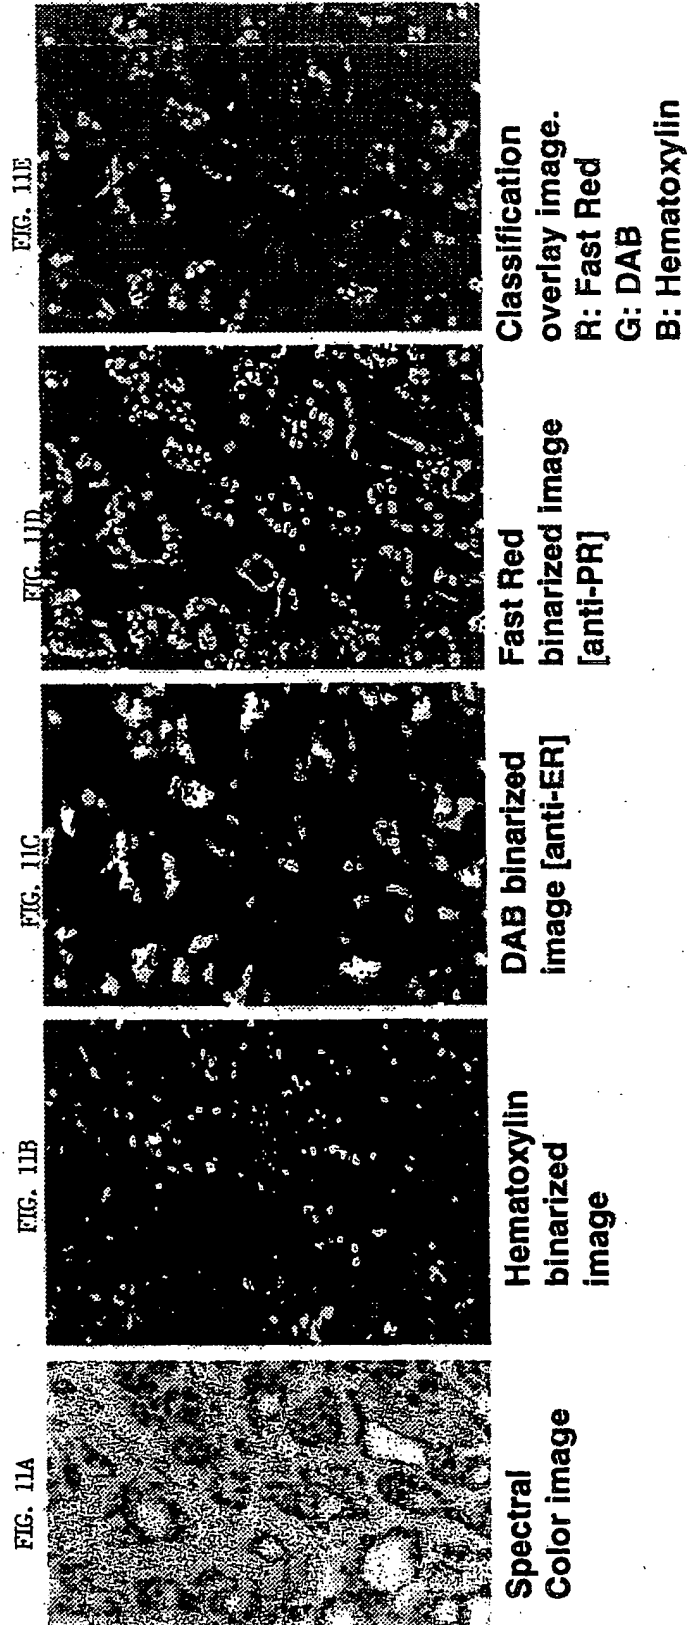 FIG. 11A
Spectral
Color image
FIG. 11B
Hematoxylin
binarized
image
FIG. 11C
DAB binarized
image [anti-ER]
FIG. 11D
Fast Red
binarized image
[anti-PR]
FIG. 11E
Classification
overlay image.
R: Fast Red
G: DAB
B: Hematoxylin